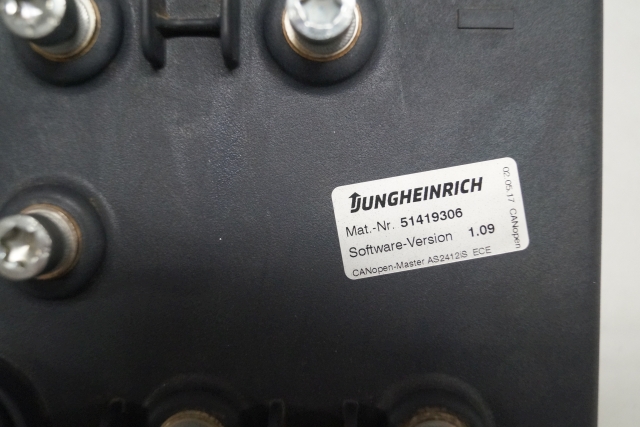 JUNGHEINRICH
Mat.-Nr. 51419306
Software-Version 1.09
CANopen-Master AS2412iS ECE
02.05.17 CANopen